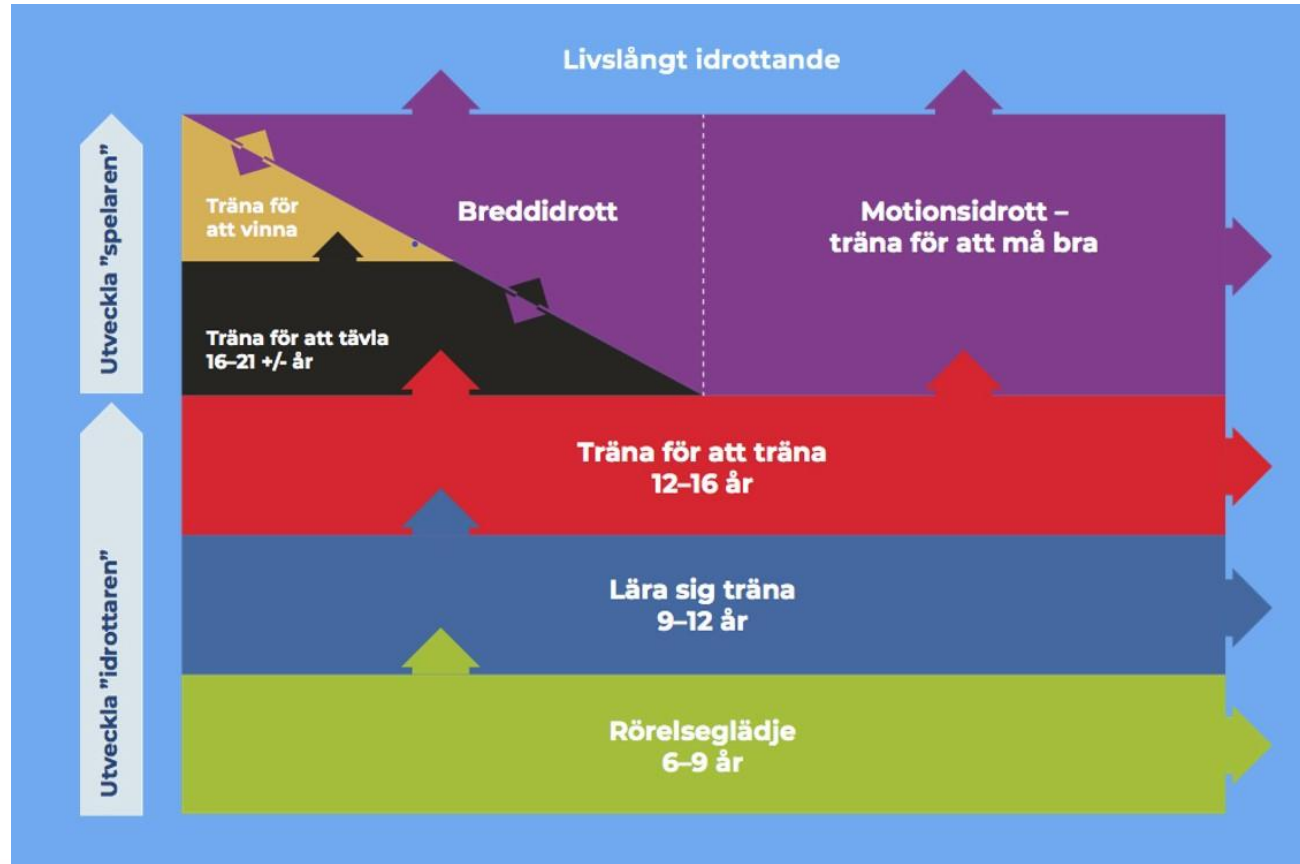 Livslångt idrottande
Utveckla ”spelaren”
Träna för
att vinna
Breddidrott
Motionsidrott –
träna för att må bra
Träna för att tävla
16–21 +/- år
Utveckla ”idrottaren”
Träna för att träna
12–16 år
Lära sig träna
9–12 år
Rörelseglädje
6–9 år